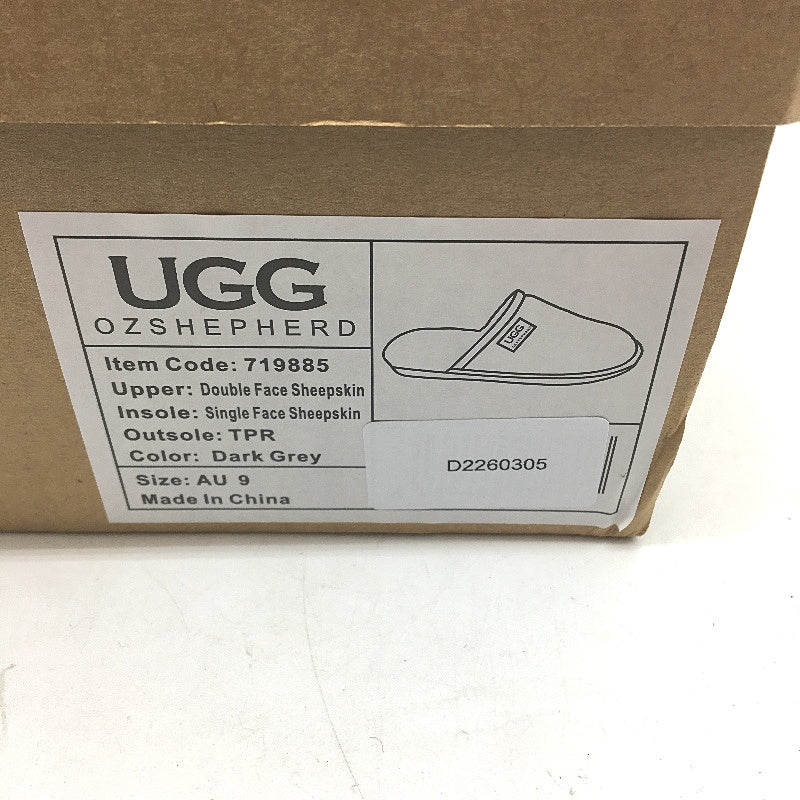 UGG
OZSHEPHERD
Item Code: 719885
Upper: Double Face Sheepskin
Insole: Single Face Sheepskin
Outsole: TPR
Color: Dark Grey
Size: AU 9
Made In China
UGG
D2260305